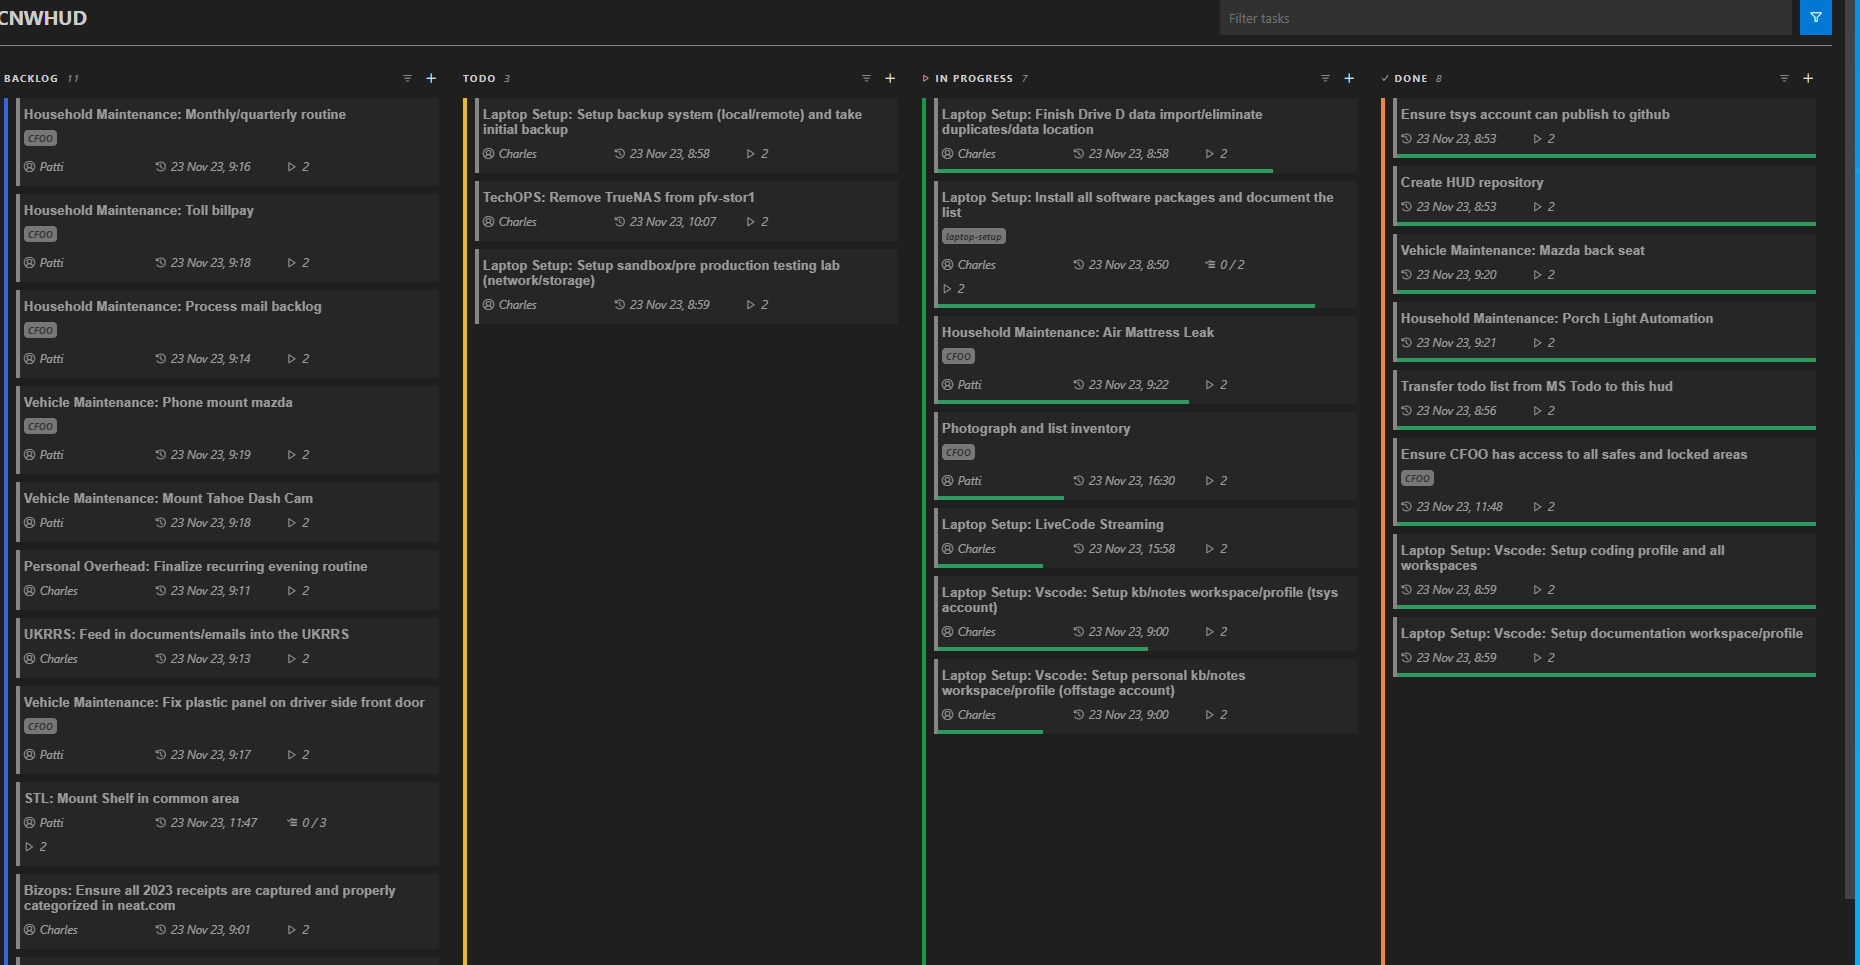 CNWHUD
Filter tasks
BACKLOG 11
Household Maintenance: Monthly/quarterly routine
CFOO
Patti 23 Nov 23, 9:16 2
Household Maintenance: Toll billpay
CFOO
Patti 23 Nov 23, 9:18 2
Household Maintenance: Process mail backlog
CFOO
Patti 23 Nov 23, 9:14 2
Vehicle Maintenance: Phone mount mazda
CFOO
Patti 23 Nov 23, 9:19 2
Vehicle Maintenance: Mount Tahoe Dash Cam
Patti 23 Nov 23, 9:18 2
Personal Overhead: Finalize recurring evening routine
Charles 23 Nov 23, 9:11 2
UKRRS: Feed in documents/emails into the UKRRS
Charles 23 Nov 23, 9:13 2
Vehicle Maintenance: Fix plastic panel on driver side front door
CFOO
Patti 23 Nov 23, 9:17 2
STL: Mount Shelf in common area
Patti 23 Nov 23, 11:47 0 / 3
2
Bizops: Ensure all 2023 receipts are captured and properly
categorized in neat.com
Charles 23 Nov 23, 9:01 2
TODO 3
Laptop Setup: Setup backup system (local/remote) and take
initial backup
Charles 23 Nov 23, 8:58 2
TechOPS: Remove TrueNAS from pfv-stor1
Charles 23 Nov 23, 10:07 2
Laptop Setup: Setup sandbox/pre production testing lab
(network/storage)
Charles 23 Nov 23, 8:59 2
IN PROGRESS 7
Laptop Setup: Finish Drive D data import/eliminate
duplicates/data location
Charles 23 Nov 23, 8:58 2
Laptop Setup: Install all software packages and document the
list
laptop-setup
Charles 23 Nov 23, 8:50 0 / 2
2
Household Maintenance: Air Mattress Leak
CFOO
Patti 23 Nov 23, 9:22 2
Photograph and list inventory
CFOO
Patti 23 Nov 23, 16:30 2
Laptop Setup: LiveCode Streaming
Charles 23 Nov 23, 15:58 2
Laptop Setup: Vscode: Setup kb/notes workspace/profile (tsys
account)
Charles 23 Nov 23, 9:00 2
Laptop Setup: Vscode: Setup personal kb/notes
workspace/profile (offstage account)
Charles 23 Nov 23, 9:00 2
DONE 8
Ensure tsys account can publish to github
23 Nov 23, 8:53 2
Create HUD repository
23 Nov 23, 8:53 2
Vehicle Maintenance: Mazda back seat
23 Nov 23, 9:20 2
Household Maintenance: Porch Light Automation
23 Nov 23, 9:21 2
Transfer todo list from MS Todo to this hud
23 Nov 23, 8:56 2
Ensure CFOO has access to all safes and locked areas
CFOO
23 Nov 23, 11:48 2
Laptop Setup: Vscode: Setup coding profile and all
workspaces
23 Nov 23, 8:59 2
Laptop Setup: Vscode: Setup documentation workspace/profile
23 Nov 23, 8:59 2